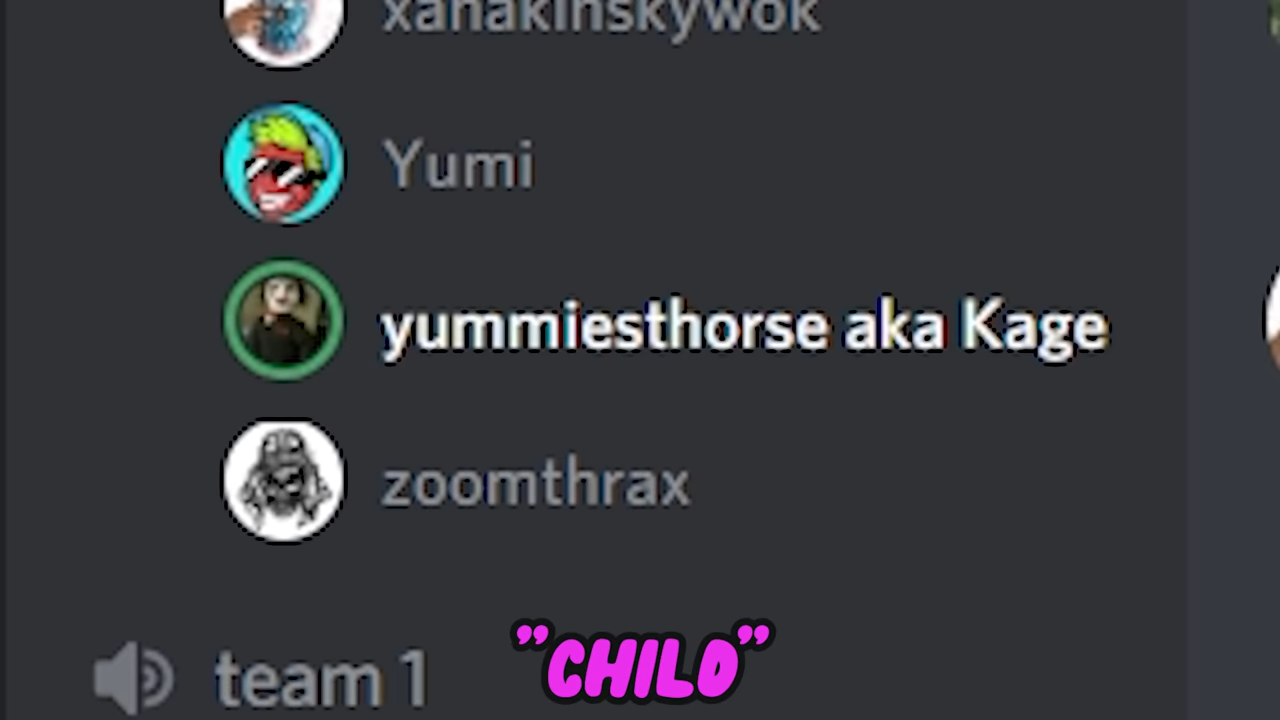 xanakinskywok
Yumi
yummiesthorse aka Kage
zoomthrax
team 1
"CHILD"